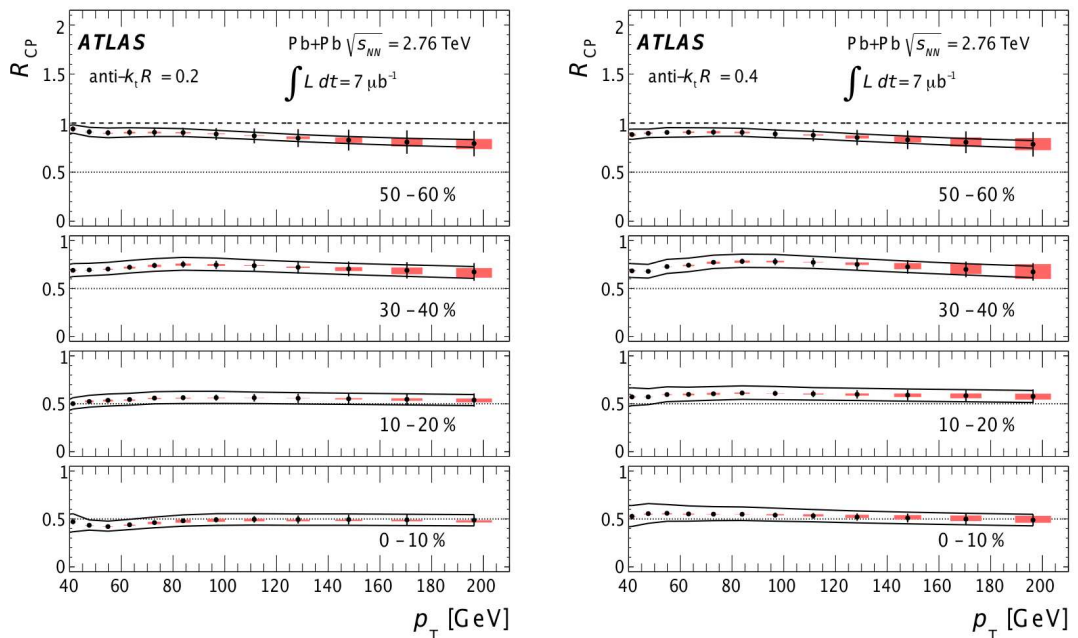 2
ATLAS
Pb+Pb √s_NN = 2.76 TeV
R_CP
1.5
anti–k_t R = 0.2
∫ L dt = 7 μb⁻¹
1
0.5
50 – 60 %
0
1
0.5
30 – 40 %
0
1
0.5
10 – 20 %
0
1
0.5
0 – 10 %
0
40 60 80 100 120 140 160 180 200
p_T [GeV]
2
ATLAS
Pb+Pb √s_NN = 2.76 TeV
R_CP
1.5
anti–k_t R = 0.4
∫ L dt = 7 μb⁻¹
1
0.5
50 – 60 %
0
1
0.5
30 – 40 %
0
1
0.5
10 – 20 %
0
1
0.5
0 – 10 %
0
40 60 80 100 120 140 160 180 200
p_T [GeV]